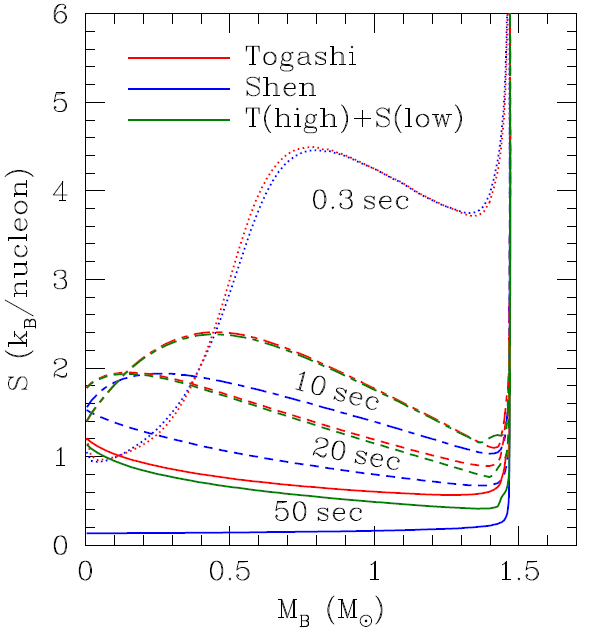 6
5
4
3
2
1
0
S (k_B/nucleon)
Togashi
Shen
T(high)+S(low)
0.3 sec
10 sec
20 sec
50 sec
0
0.5
1
1.5
M_B (M_⊙)